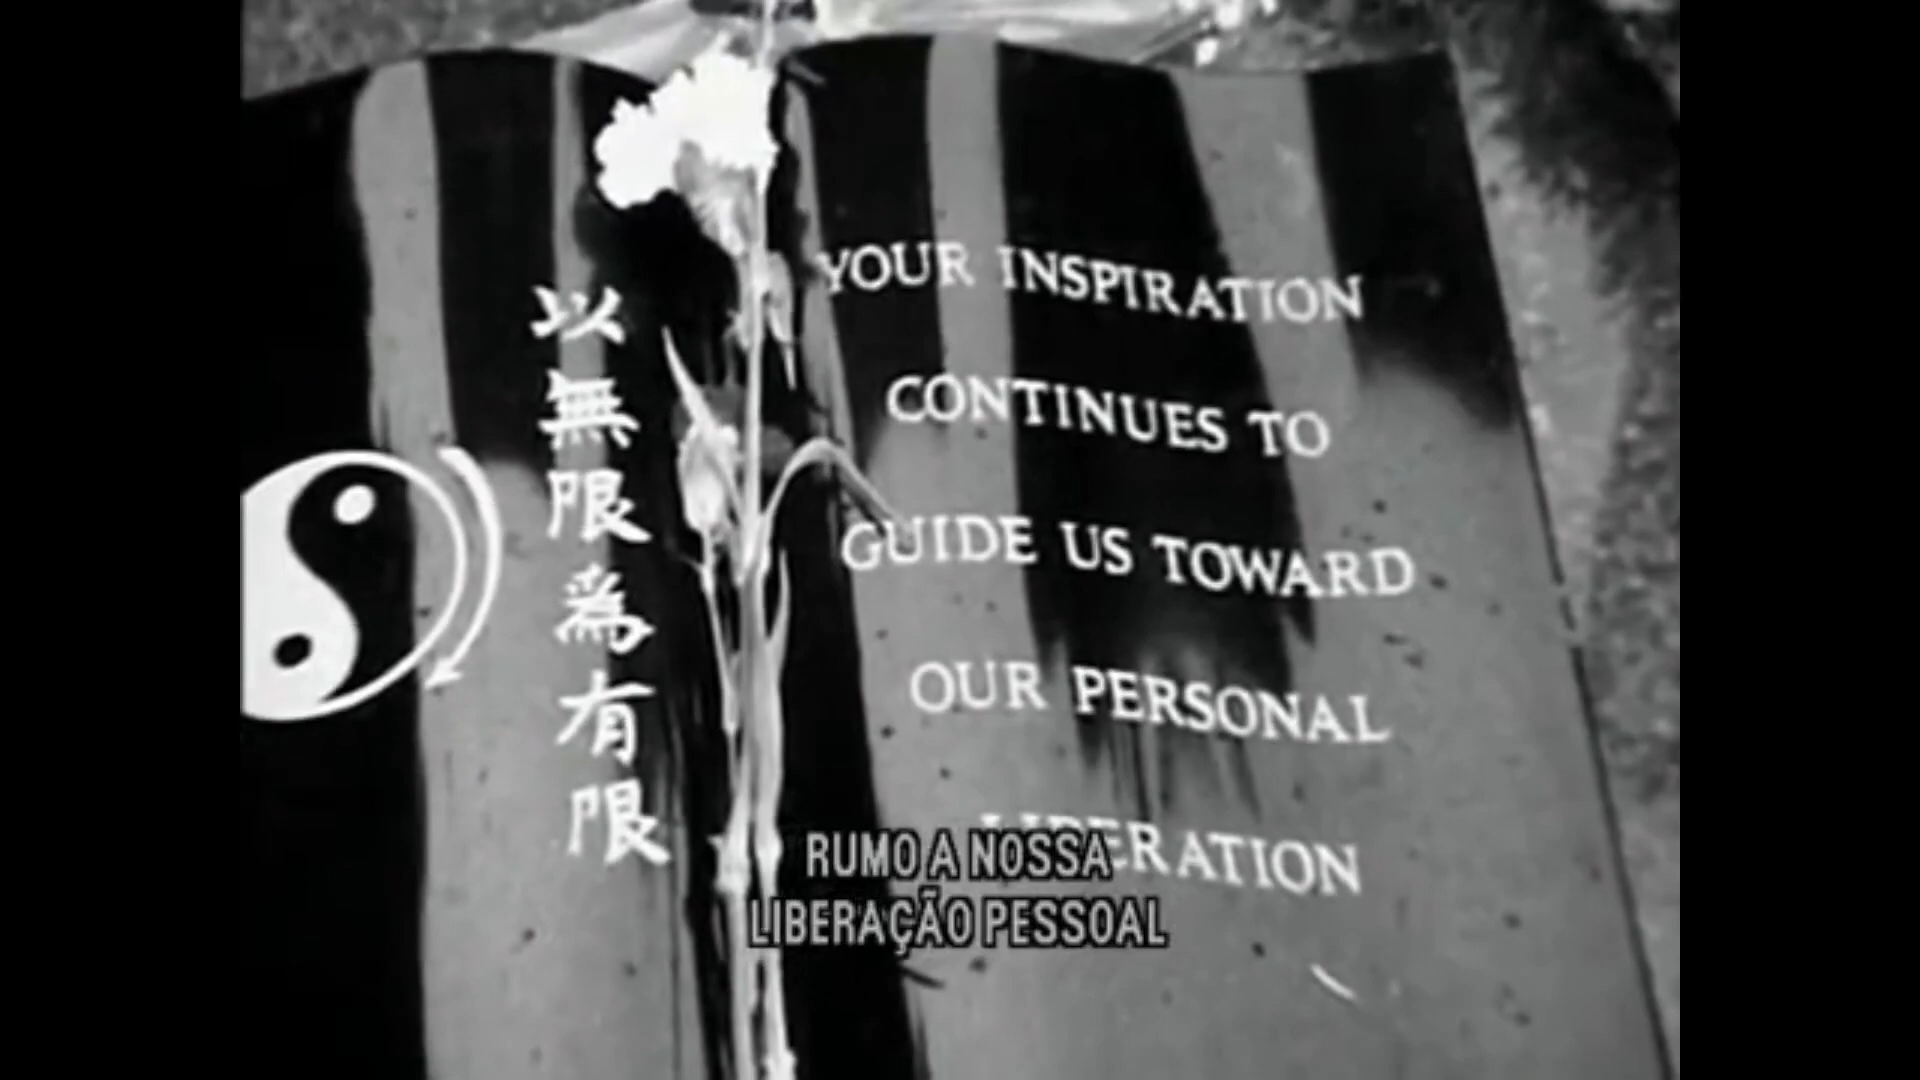 以無限為有限
YOUR INSPIRATION
CONTINUES TO
GUIDE US TOWARD
OUR PERSONAL
LIBERATION
RUMO A NOSSA
LIBERAÇÃO PESSOAL